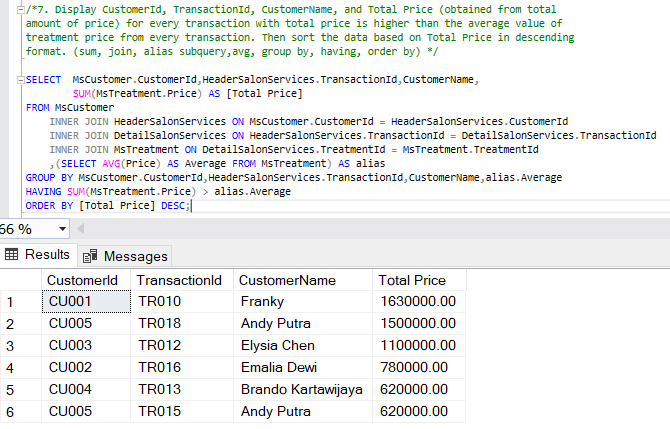 /*7. Display CustomerId, TransactionId, CustomerName, and Total Price (obtained from total
amount of price) for every transaction with total price is higher than the average value of
treatment price from every transaction. Then sort the data based on Total Price in descending
format. (sum, join, alias subquery,avg, group by, having, order by) */
SELECT  MsCustomer.CustomerId,HeaderSalonServices.TransactionId,CustomerName,
SUM(MsTreatment.Price) AS [Total Price]
FROM MsCustomer
INNER JOIN HeaderSalonServices ON MsCustomer.CustomerId = HeaderSalonServices.CustomerId
INNER JOIN DetailSalonServices ON HeaderSalonServices.TransactionId = DetailSalonServices.TransactionId
INNER JOIN MsTreatment ON DetailSalonServices.TreatmentId = MsTreatment.TreatmentId
,(SELECT AVG(Price) AS Average FROM MsTreatment) AS alias
GROUP BY MsCustomer.CustomerId,HeaderSalonServices.TransactionId,CustomerName,alias.Average
HAVING SUM(MsTreatment.Price) > alias.Average
ORDER BY [Total Price] DESC;
66 %
Results Messages
CustomerId TransactionId CustomerName Total Price
1 CU001 TR010 Franky 1630000.00
2 CU005 TR018 Andy Putra 1500000.00
3 CU003 TR012 Elysia Chen 1100000.00
4 CU002 TR016 Emalia Dewi 780000.00
5 CU004 TR013 Brando Kartawijaya 620000.00
6 CU005 TR015 Andy Putra 620000.00